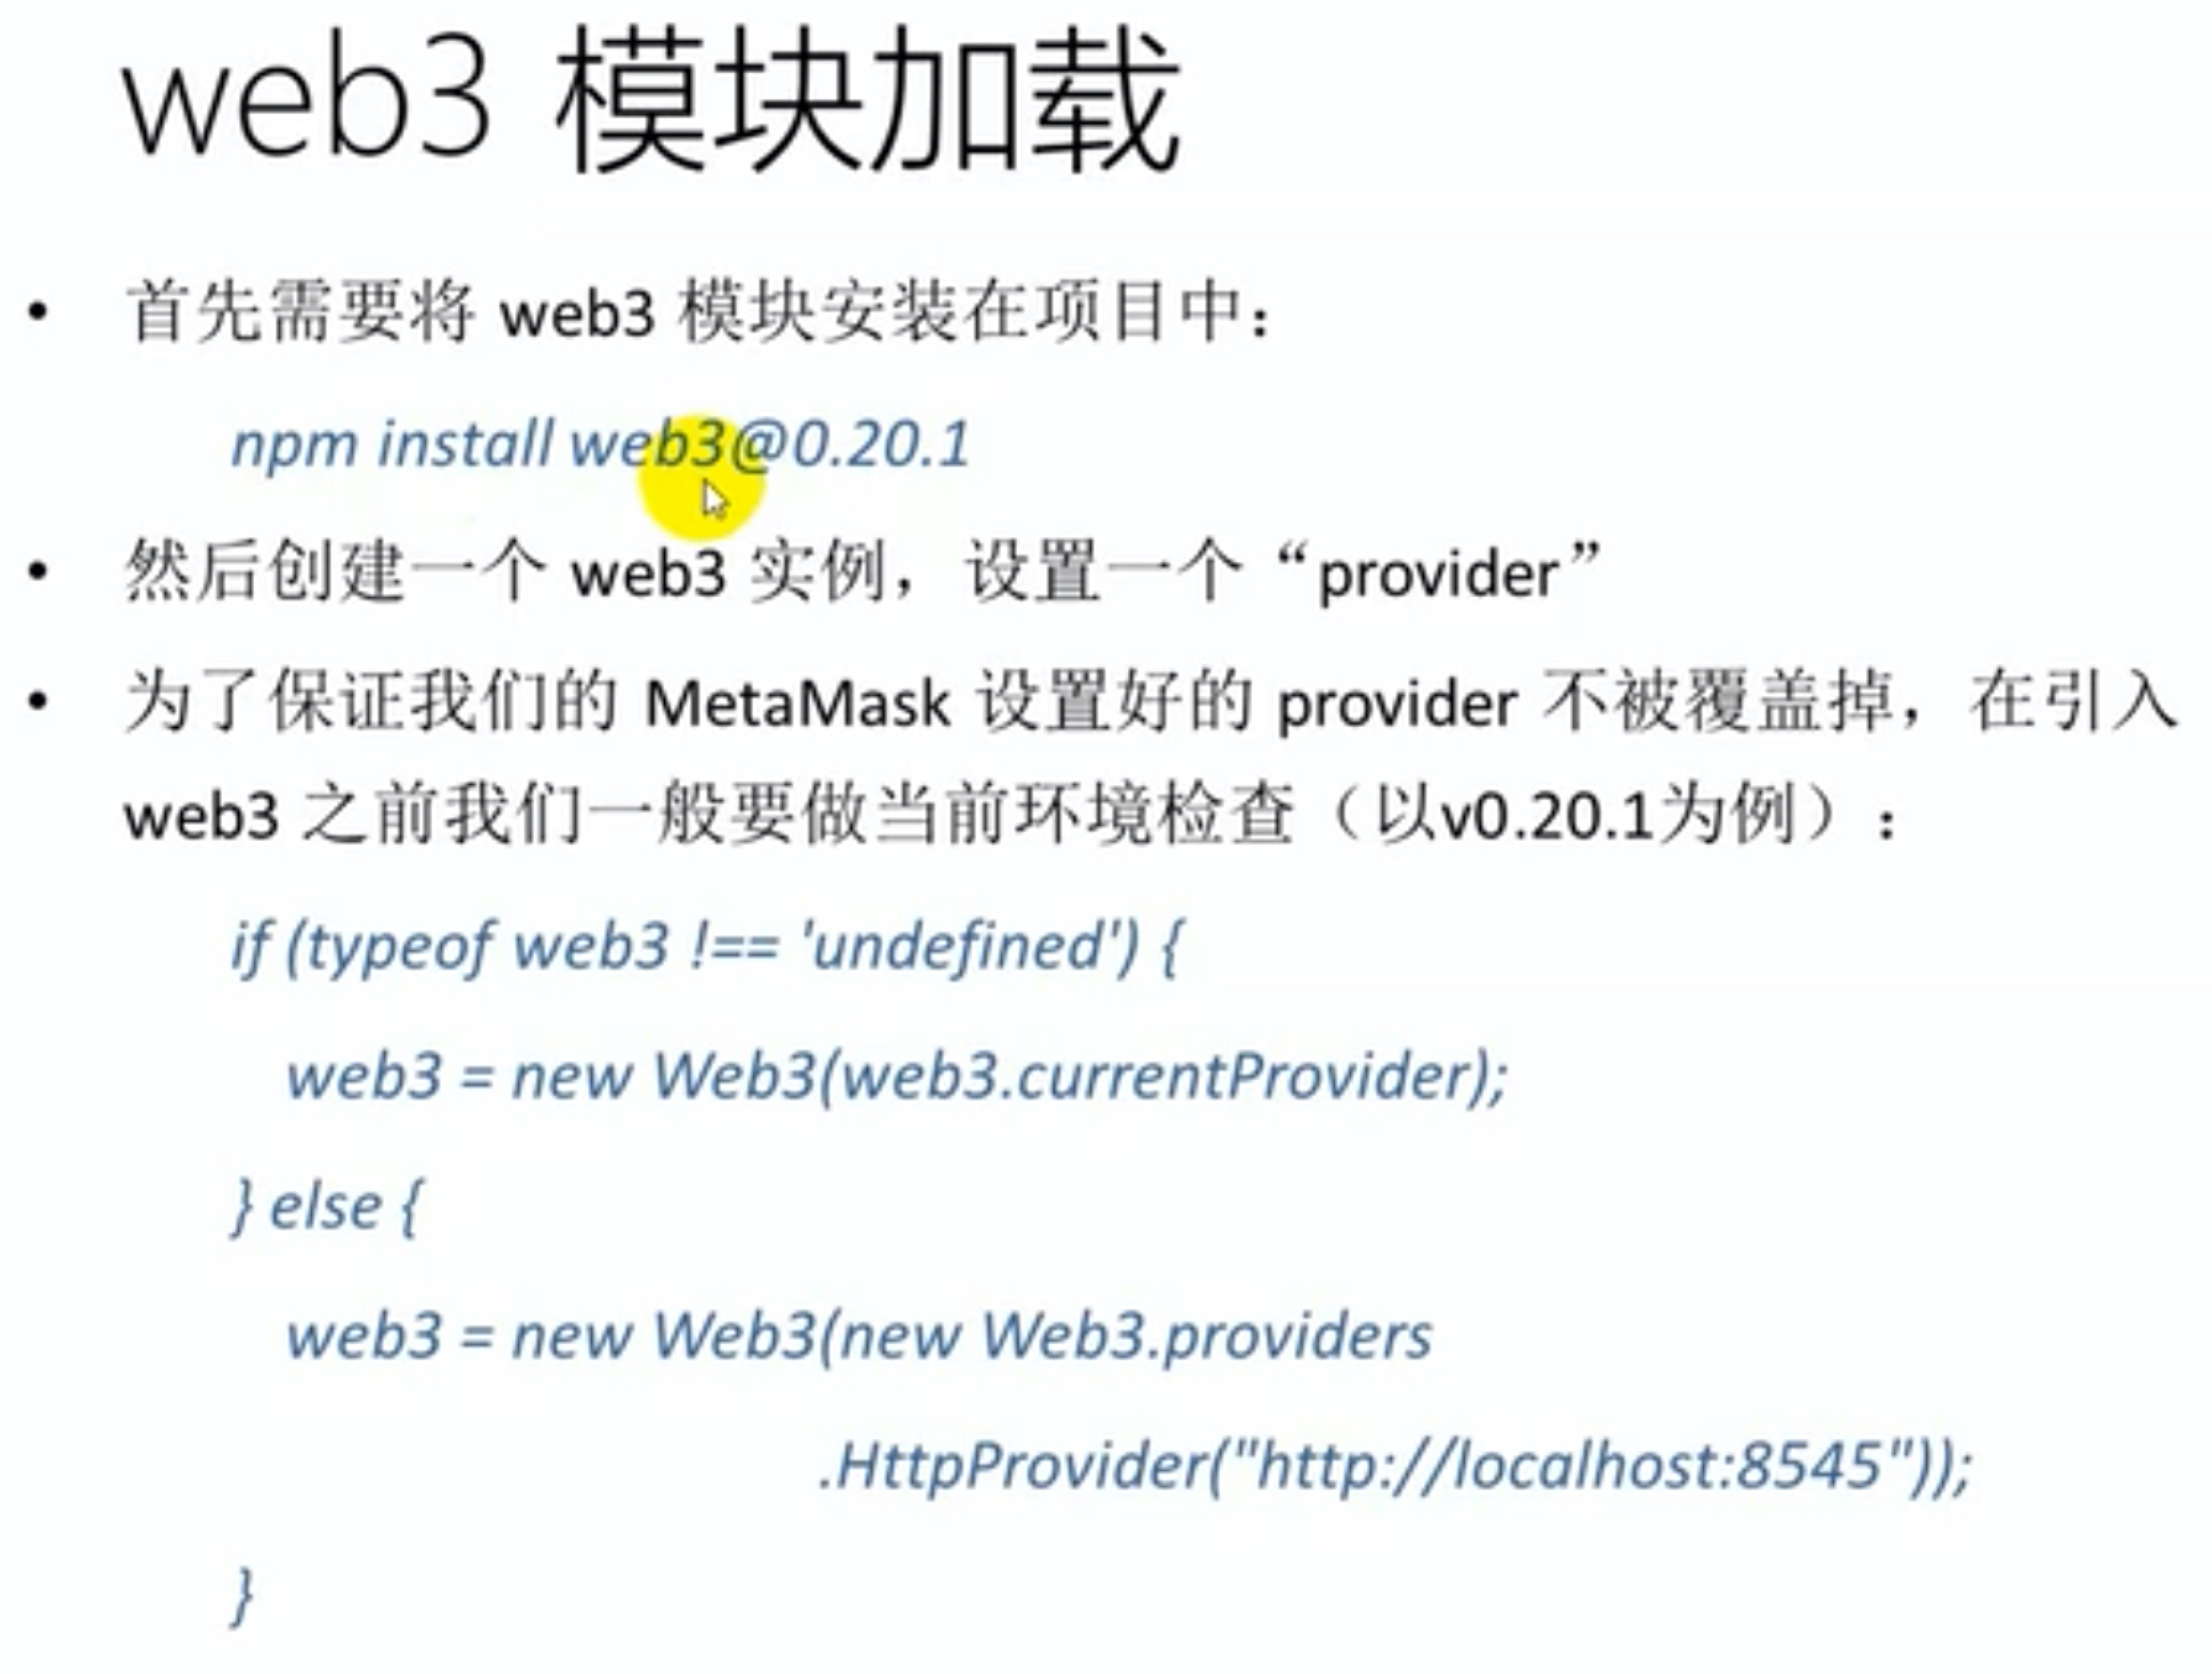 web3 模块加载
• 首先需要将 web3 模块安装在项目中：
npm install web3@0.20.1
• 然后创建一个 web3 实例，设置一个“provider”
• 为了保证我们的 MetaMask 设置好的 provider 不被覆盖掉，在引入
web3 之前我们一般要做当前环境检查（以v0.20.1为例）：
if (typeof web3 !== 'undefined') {
web3 = new Web3(web3.currentProvider);
} else {
web3 = new Web3(new Web3.providers
.HttpProvider("http://localhost:8545"));
}